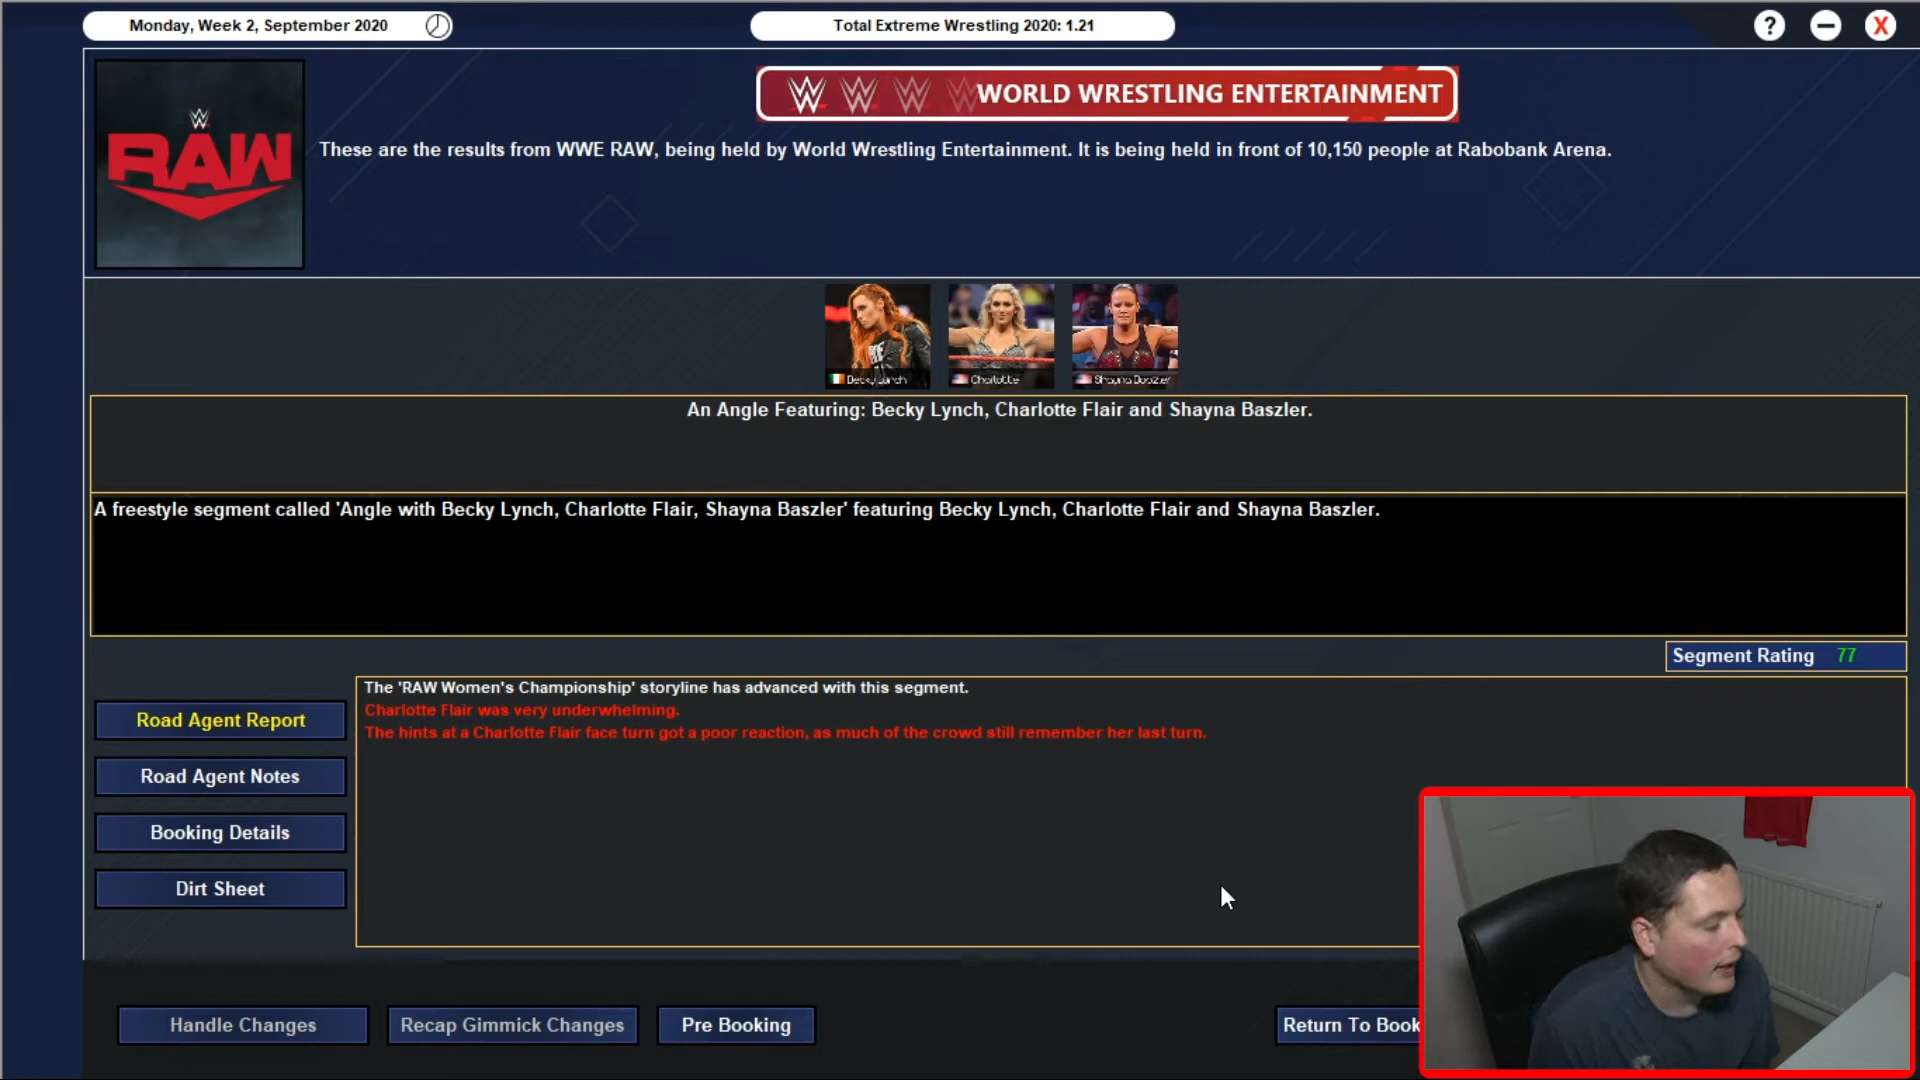 Monday, Week 2, September 2020
Total Extreme Wrestling 2020: 1.21
?
X
RAW
WORLD WRESTLING ENTERTAINMENT
These are the results from WWE RAW, being held by World Wrestling Entertainment. It is being held in front of 10,150 people at Rabobank Arena.
Becky Lynch
Charlotte
Shayna Baszler
An Angle Featuring: Becky Lynch, Charlotte Flair and Shayna Baszler.
A freestyle segment called 'Angle with Becky Lynch, Charlotte Flair, Shayna Baszler' featuring Becky Lynch, Charlotte Flair and Shayna Baszler.
Segment Rating 77
The 'RAW Women's Championship' storyline has advanced with this segment.
Charlotte Flair was very underwhelming.
The hints at a Charlotte Flair face turn got a poor reaction, as much of the crowd still remember her last turn.
Road Agent Report
Road Agent Notes
Booking Details
Dirt Sheet
Handle Changes
Recap Gimmick Changes
Pre Booking
Return To Book